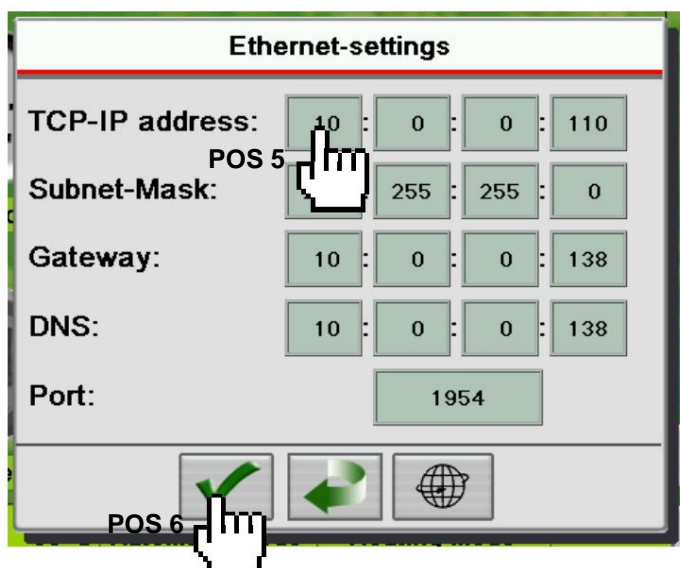 Ethernet-settings
TCP-IP address: 10 : 0 : 0 : 110
POS 5
Subnet-Mask: 255 : 255 : 0
Gateway: 10 : 0 : 0 : 138
DNS: 10 : 0 : 0 : 138
Port: 1954
POS 6